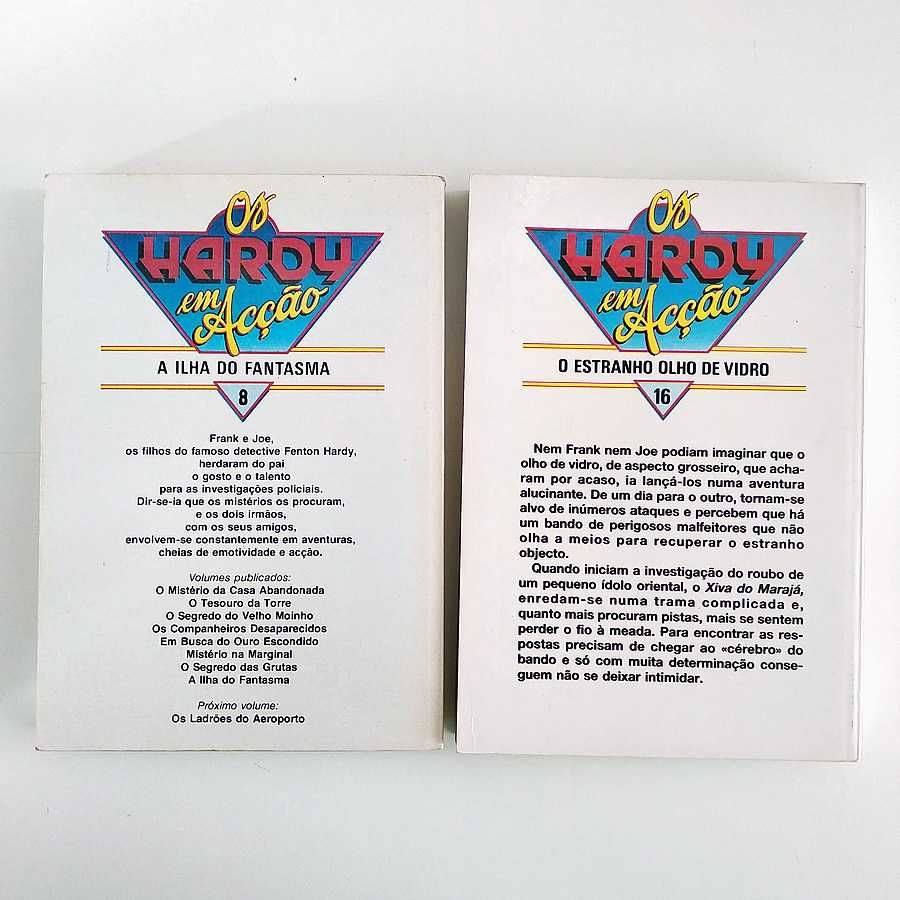 Os
HARDY
em Acção
A ILHA DO FANTASMA
8
Frank e Joe,
os filhos do famoso detective Fenton Hardy,
herdaram do pai
o gosto e o talento
para as investigações policiais.
Dir-se-ia que os mistérios os procuram,
e os dois irmãos,
com os seus amigos,
envolvem-se constantemente em aventuras,
cheias de emotividade e acção.
Volumes publicados:
O Mistério da Casa Abandonada
O Tesouro da Torre
O Segredo do Velho Moinho
Os Companheiros Desaparecidos
Em Busca do Ouro Escondido
Mistério na Marginal
O Segredo das Grutas
A Ilha do Fantasma
Próximo volume:
Os Ladrões do Aeroporto
Os
HARDY
em Acção
O ESTRANHO OLHO DE VIDRO
16
Nem Frank nem Joe podiam imaginar que o
olho de vidro, de aspecto grosseiro, que acha-
ram por acaso, ia lançá-los numa aventura
alucinante. De um dia para o outro, tornam-se
alvo de inúmeros ataques e percebem que há
um bando de perigosos malfeitores que não
olha a meios para recuperar o estranho
objecto.
Quando iniciam a investigação do roubo de
um pequeno ídolo oriental, o Xiva do Marajá,
enredam-se numa trama complicada e,
quanto mais procuram pistas, mais se sentem
perder o fio à meada. Para encontrar as res-
postas precisam de chegar ao «cérebro» do
bando e só com muita determinação conse-
guem não se deixar intimidar.